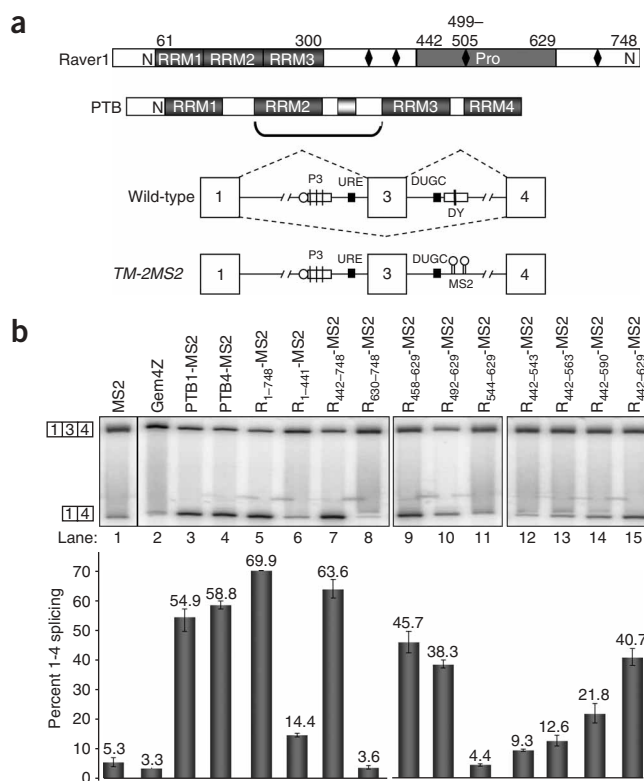 a
499–
61 300 442 505 629 748
Raver1 N RRM1 RRM2 RRM3 Pro N
PTB N RRM1 RRM2 RRM3 RRM4
P3 URE DUGC
Wild-type 1 3 4
DY
P3 URE DUGC
TM-2MS2 1 3 4
MS2
b
MS2
Gem4Z
PTB1-MS2
PTB4-MS2
R1–748-MS2
R1–441-MS2
R442–748-MS2
R630–748-MS2
R458–629-MS2
R492–629-MS2
R544–629-MS2
R442–543-MS2
R442–563-MS2
R442–590-MS2
R442–629-MS2
1 3 4
1 4
Lane: 1 2 3 4 5 6 7 8 9 10 11 12 13 14 15
Percent 1-4 splicing
70
60
50
40
30
20
10
0
5.3 3.3 54.9 58.8 69.9 14.4 63.6 3.6 45.7 38.3 4.4 9.3 12.6 21.8 40.7